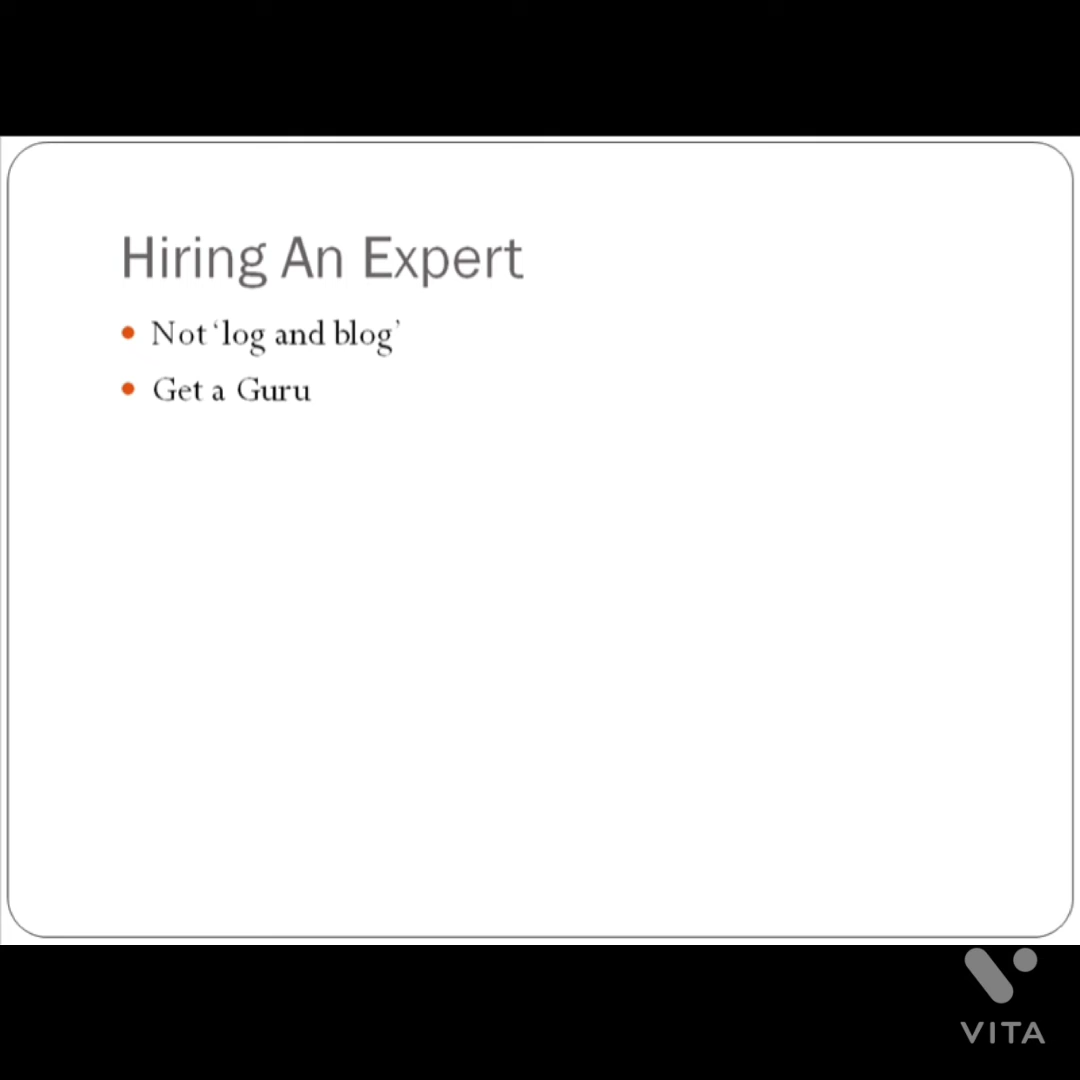 Hiring An Expert
• Not ‘log and blog’
• Get a Guru
VITA